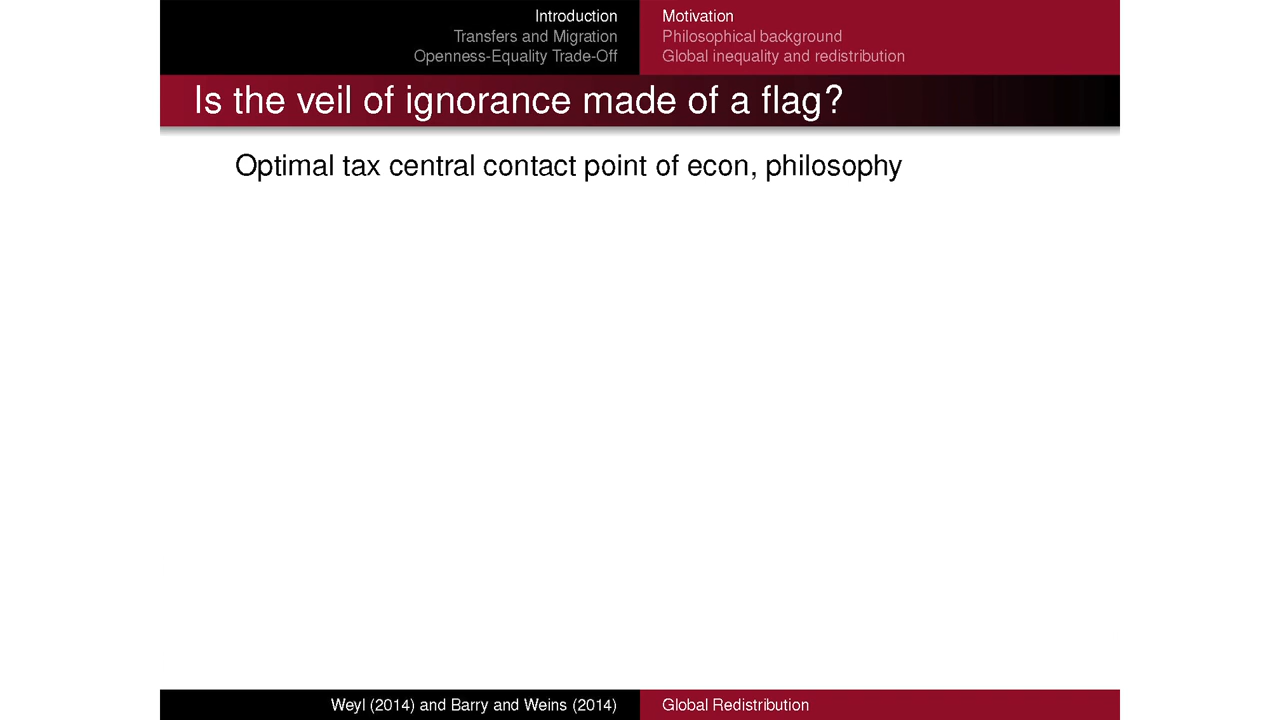 Introduction
Transfers and Migration
Openness-Equality Trade-Off
Motivation
Philosophical background
Global inequality and redistribution
Is the veil of ignorance made of a flag?
Optimal tax central contact point of econ, philosophy
Weyl (2014) and Barry and Weins (2014)
Global Redistribution